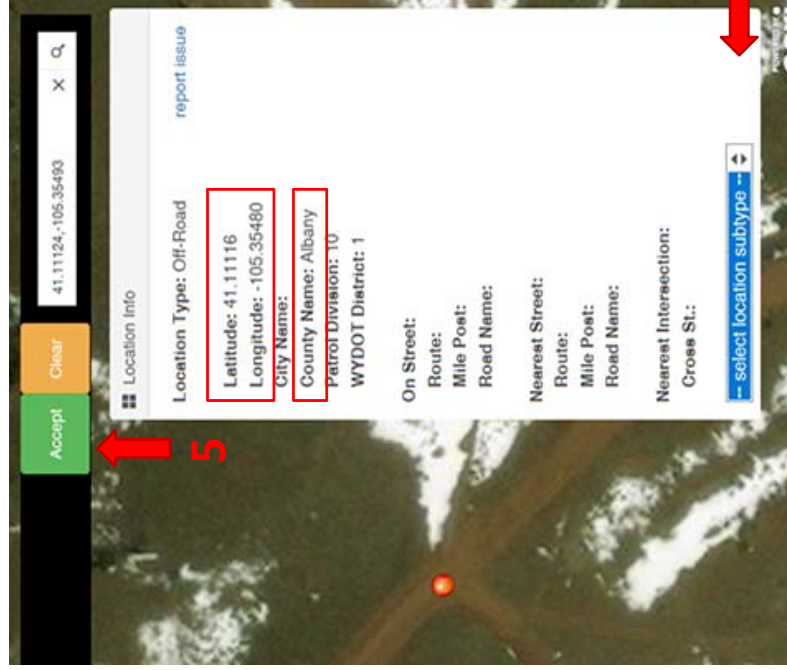 Accept
Clear
41.11124,-105.35493
Location Info
Location Type: Off-Road
report issue
Latitude: 41.11116
Longitude: -105.35480
City Name:
County Name: Albany
Patrol Division: 10
WYDOT District: 1
On Street:
Route:
Mile Post:
Road Name:
Nearest Street:
Route:
Mile Post:
Road Name:
Nearest Intersection:
Cross St.:
-- select location subtype --
5
POWERED BY